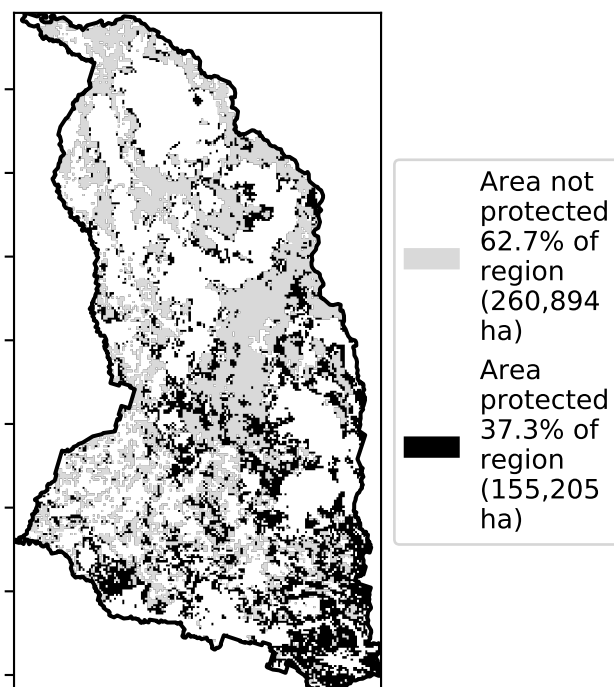 Area not
protected
62.7% of
region
(260,894
ha)
Area
protected
37.3% of
region
(155,205
ha)